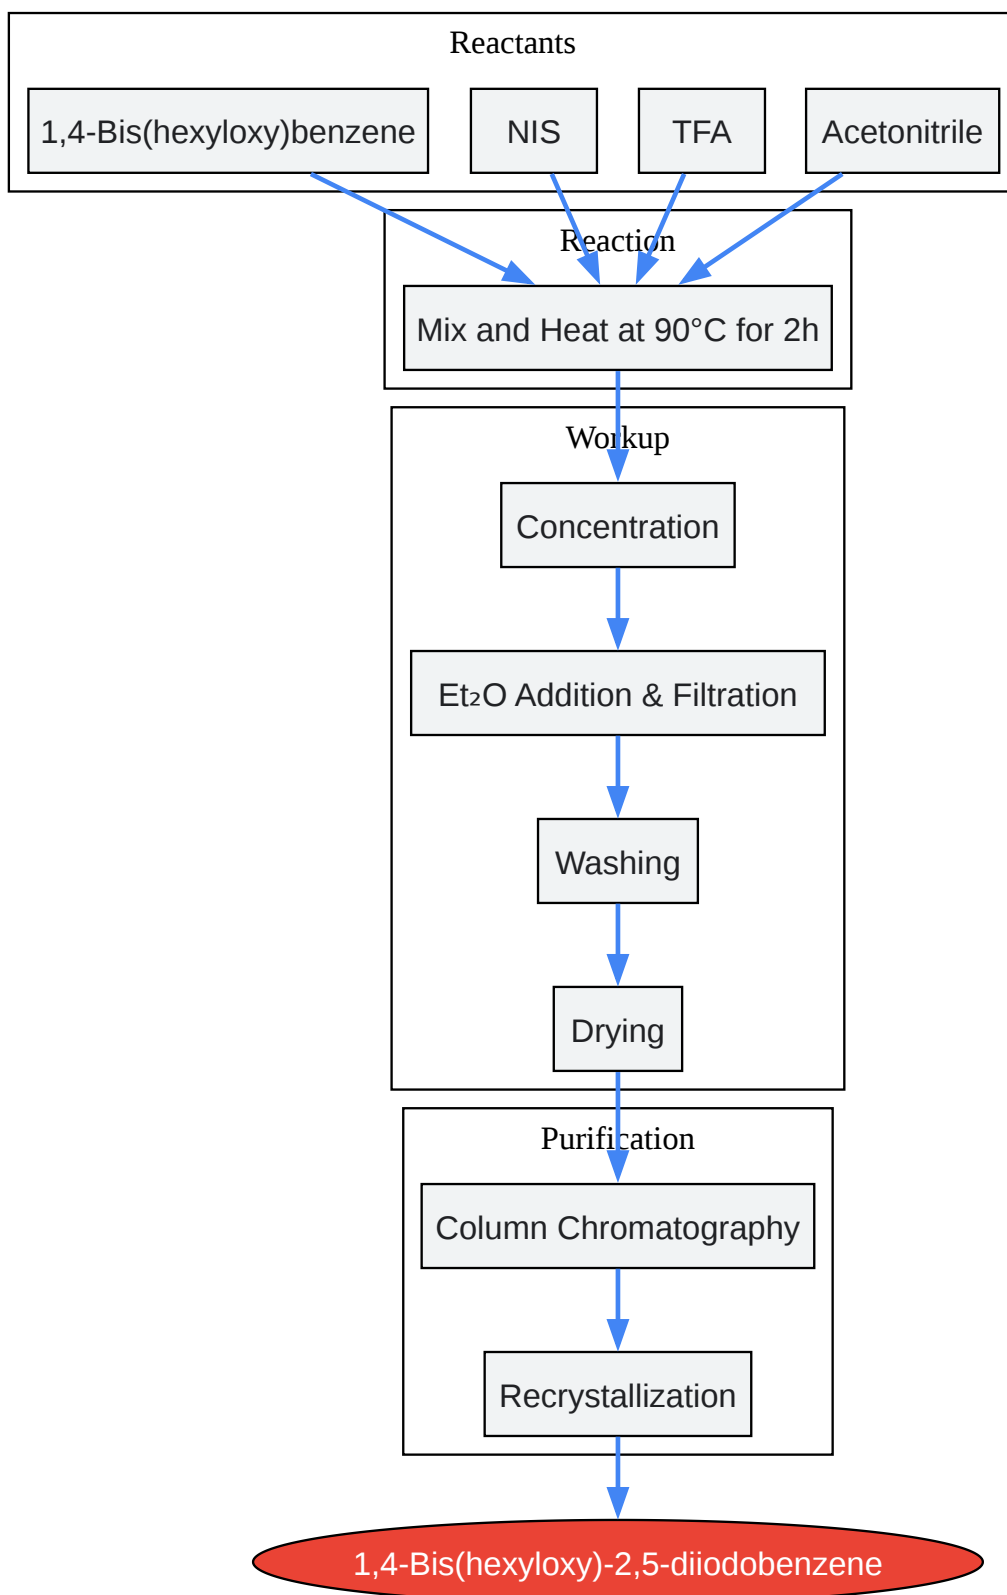 Reactants
1,4-Bis(hexyloxy)benzene
NIS
TFA
Acetonitrile
Reaction
Mix and Heat at 90°C for 2h
Workup
Concentration
Et₂O Addition & Filtration
Washing
Drying
Purification
Column Chromatography
Recrystallization
1,4-Bis(hexyloxy)-2,5-diiodobenzene